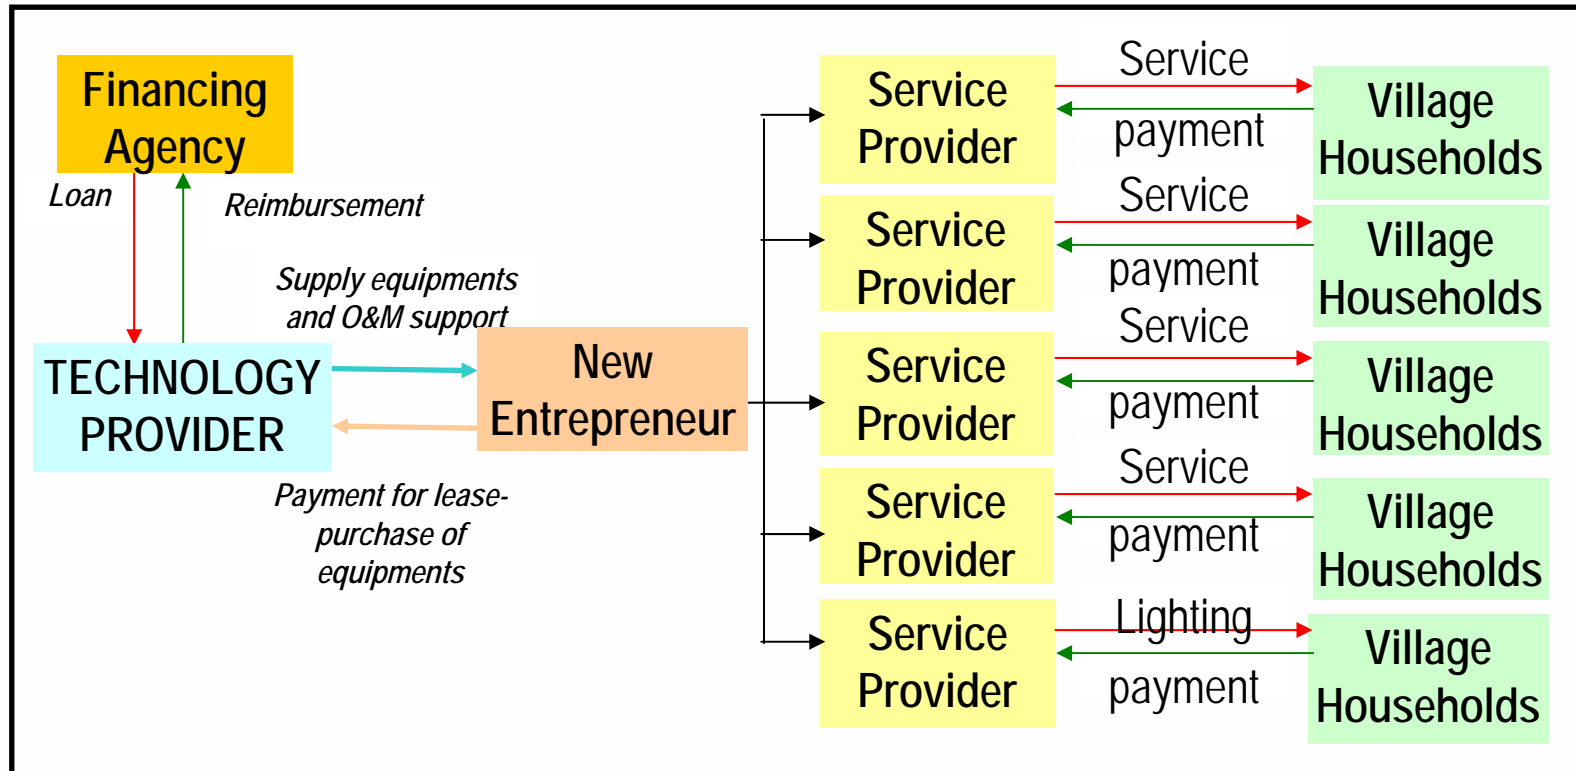 Financing
Agency
Loan
Reimbursement
Supply equipments
and O&M support
TECHNOLOGY
PROVIDER
New
Entrepreneur
Payment for lease-
purchase of
equipments
Service
Provider
Service
payment
Village
Households
Service
Provider
Service
payment
Village
Households
Service
Provider
Service
payment
Village
Households
Service
Provider
Service
payment
Village
Households
Service
Provider
Lighting
payment
Village
Households